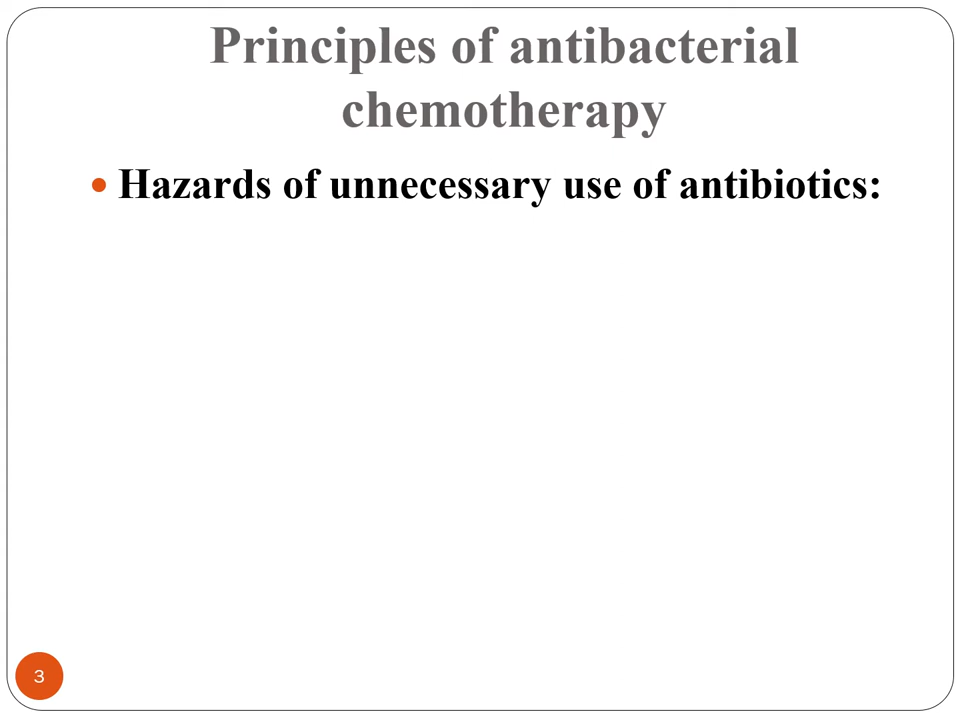 Principles of antibacterial
chemotherapy
• Hazards of unnecessary use of antibiotics:
3